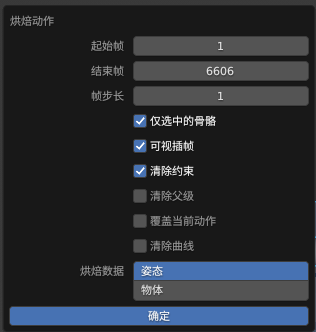 烘焙动作
起始帧 1
结束帧 6606
帧步长 1
仅选中的骨骼
可视插帧
清除约束
清除父级
覆盖当前动作
清除曲线
烘焙数据 姿态
物体
确定